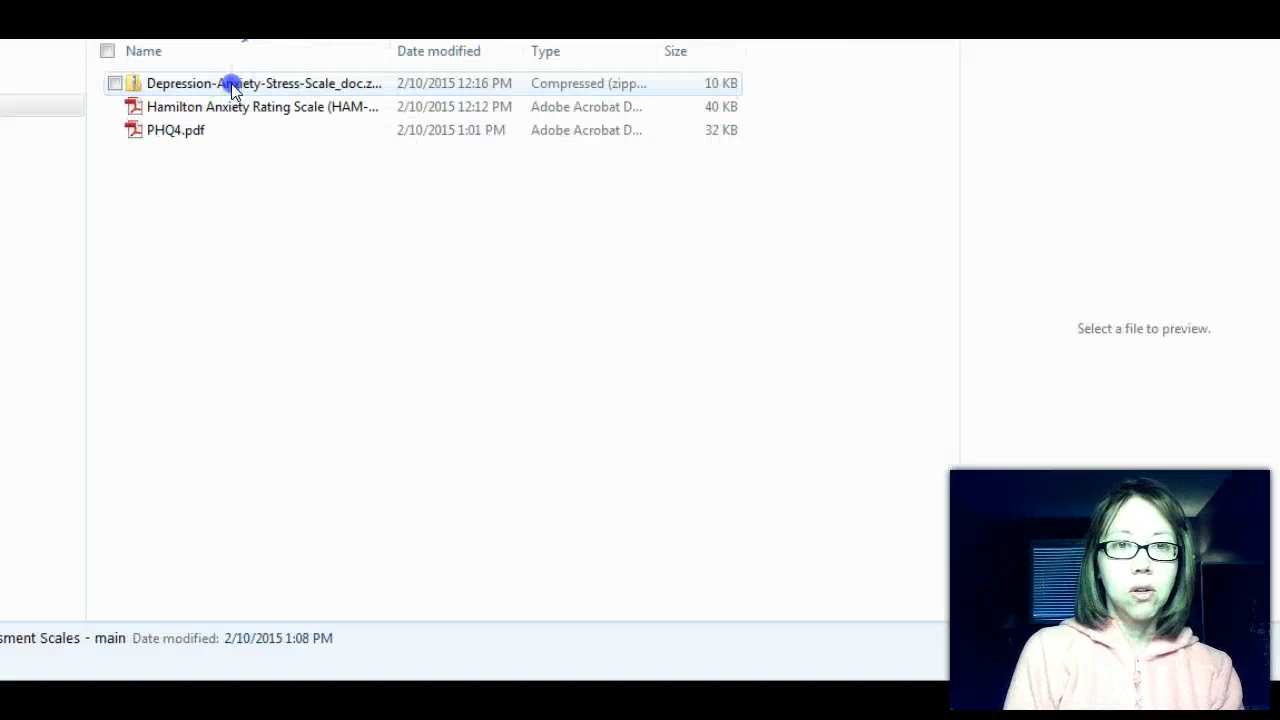 Name Date modified Type Size
Depression-Anxiety-Stress-Scale_doc.z... 2/10/2015 12:16 PM Compressed (zipp... 10 KB
Hamilton Anxiety Rating Scale (HAM-... 2/10/2015 12:12 PM Adobe Acrobat D... 40 KB
PHQ4.pdf 2/10/2015 1:01 PM Adobe Acrobat D... 32 KB
Select a file to preview.
sment Scales - main Date modified: 2/10/2015 1:08 PM